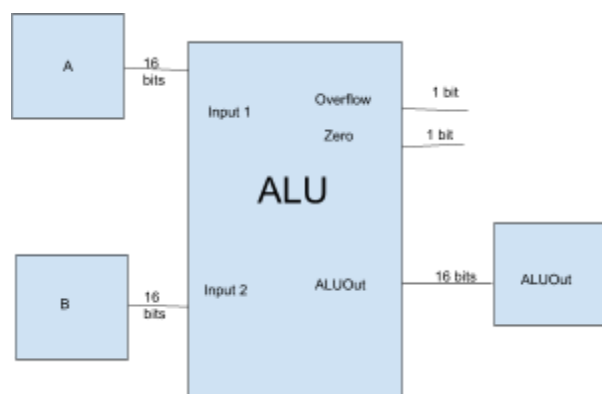 A
16
bits
Input 1
Overflow
1 bit
Zero
1 bit
ALU
B
16
bits
Input 2
ALUOut
16 bits
ALUOut